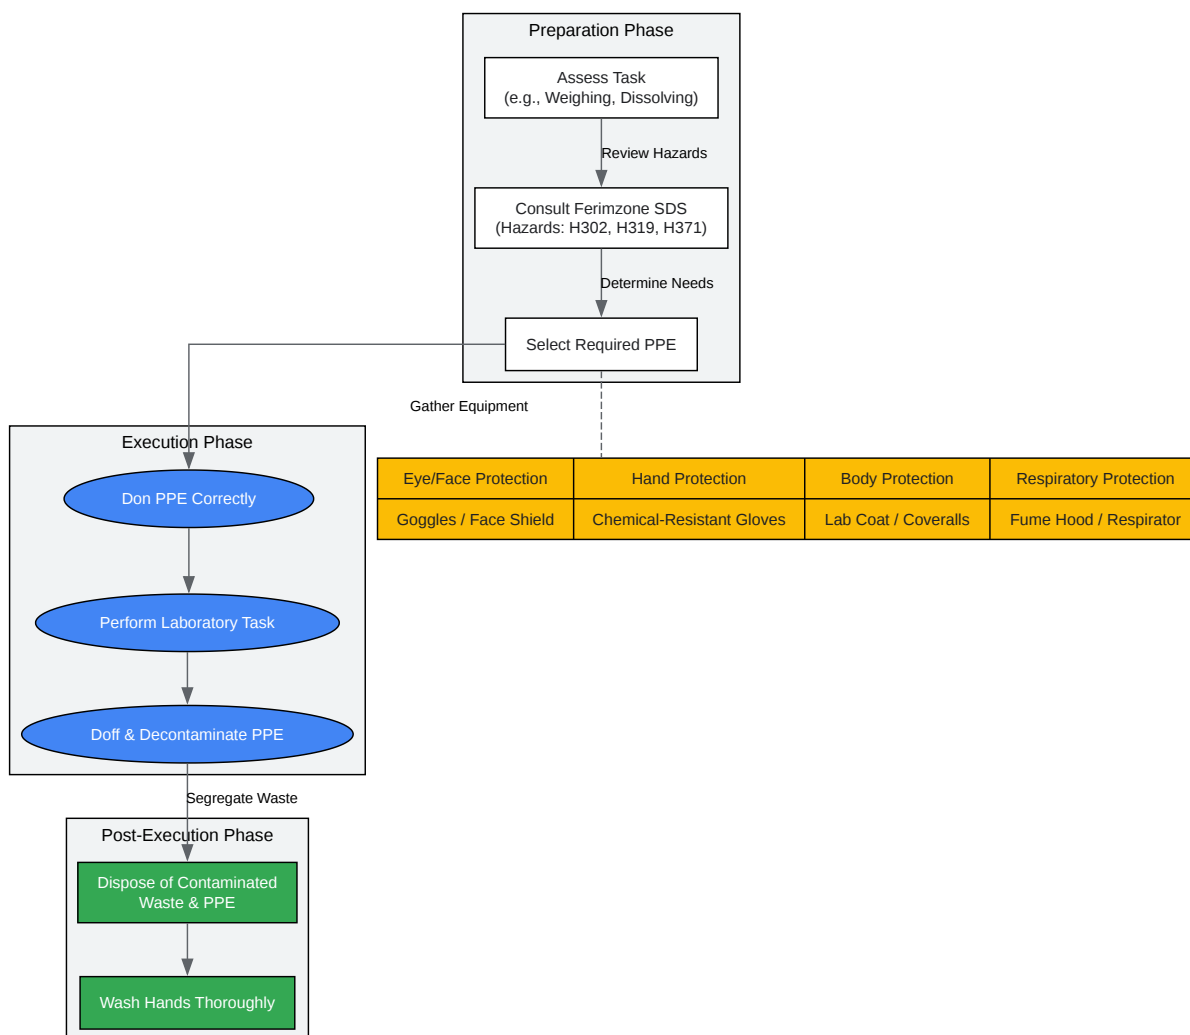 Preparation Phase
Assess Task
(e.g., Weighing, Dissolving)
Review Hazards
Consult Ferimzone SDS
(Hazards: H302, H319, H371)
Determine Needs
Select Required PPE
Gather Equipment
Eye/Face Protection
Hand Protection
Body Protection
Respiratory Protection
Goggles / Face Shield
Chemical-Resistant Gloves
Lab Coat / Coveralls
Fume Hood / Respirator
Execution Phase
Don PPE Correctly
Perform Laboratory Task
Doff & Decontaminate PPE
Segregate Waste
Post-Execution Phase
Dispose of Contaminated
Waste & PPE
Wash Hands Thoroughly